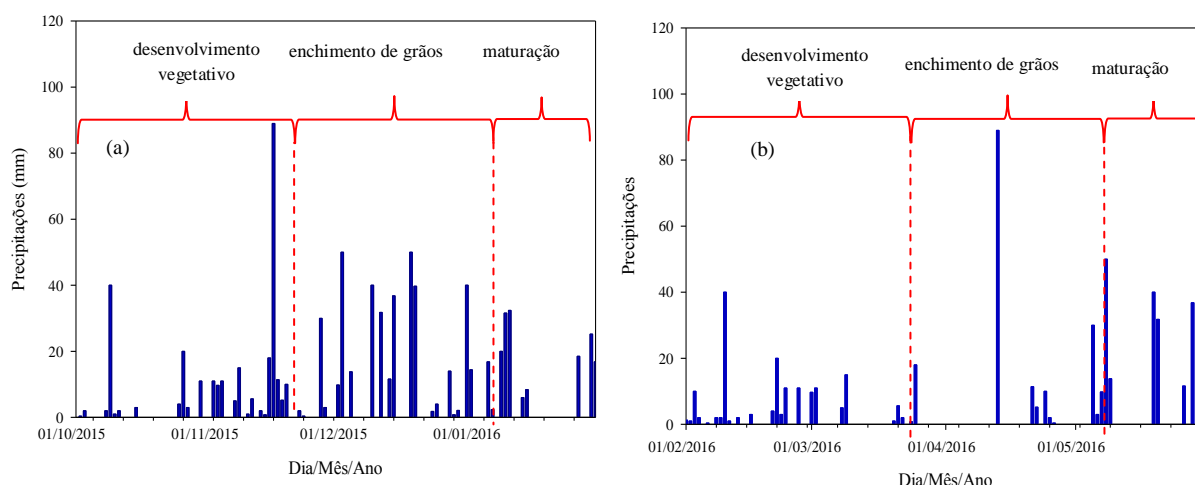 120
100
80
60
40
20
0
Precipitações (mm)
desenvolvimento
vegetativo
enchimento de grãos
maturação
(a)
01/10/2015
01/11/2015
01/12/2015
01/01/2016
Dia/Mês/Ano
120
100
80
60
40
20
0
Precipitações
desenvolvimento
vegetativo
enchimento de grãos
maturação
(b)
01/02/2016
01/03/2016
01/04/2016
01/05/2016
Dia/Mês/Ano